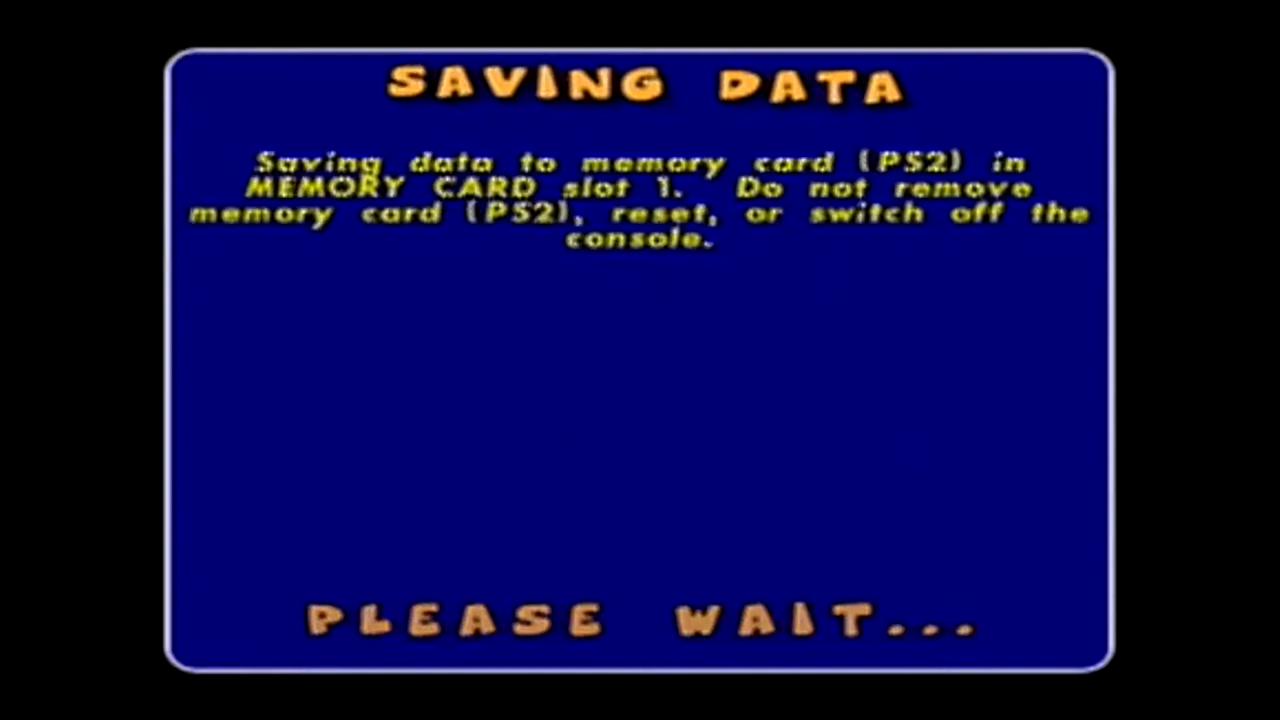 SAVING DATA
Saving data to memory card (PS2) in
MEMORY CARD slot 1. Do not remove
memory card (PS2), reset, or switch off the
console.
PLEASE WAIT...